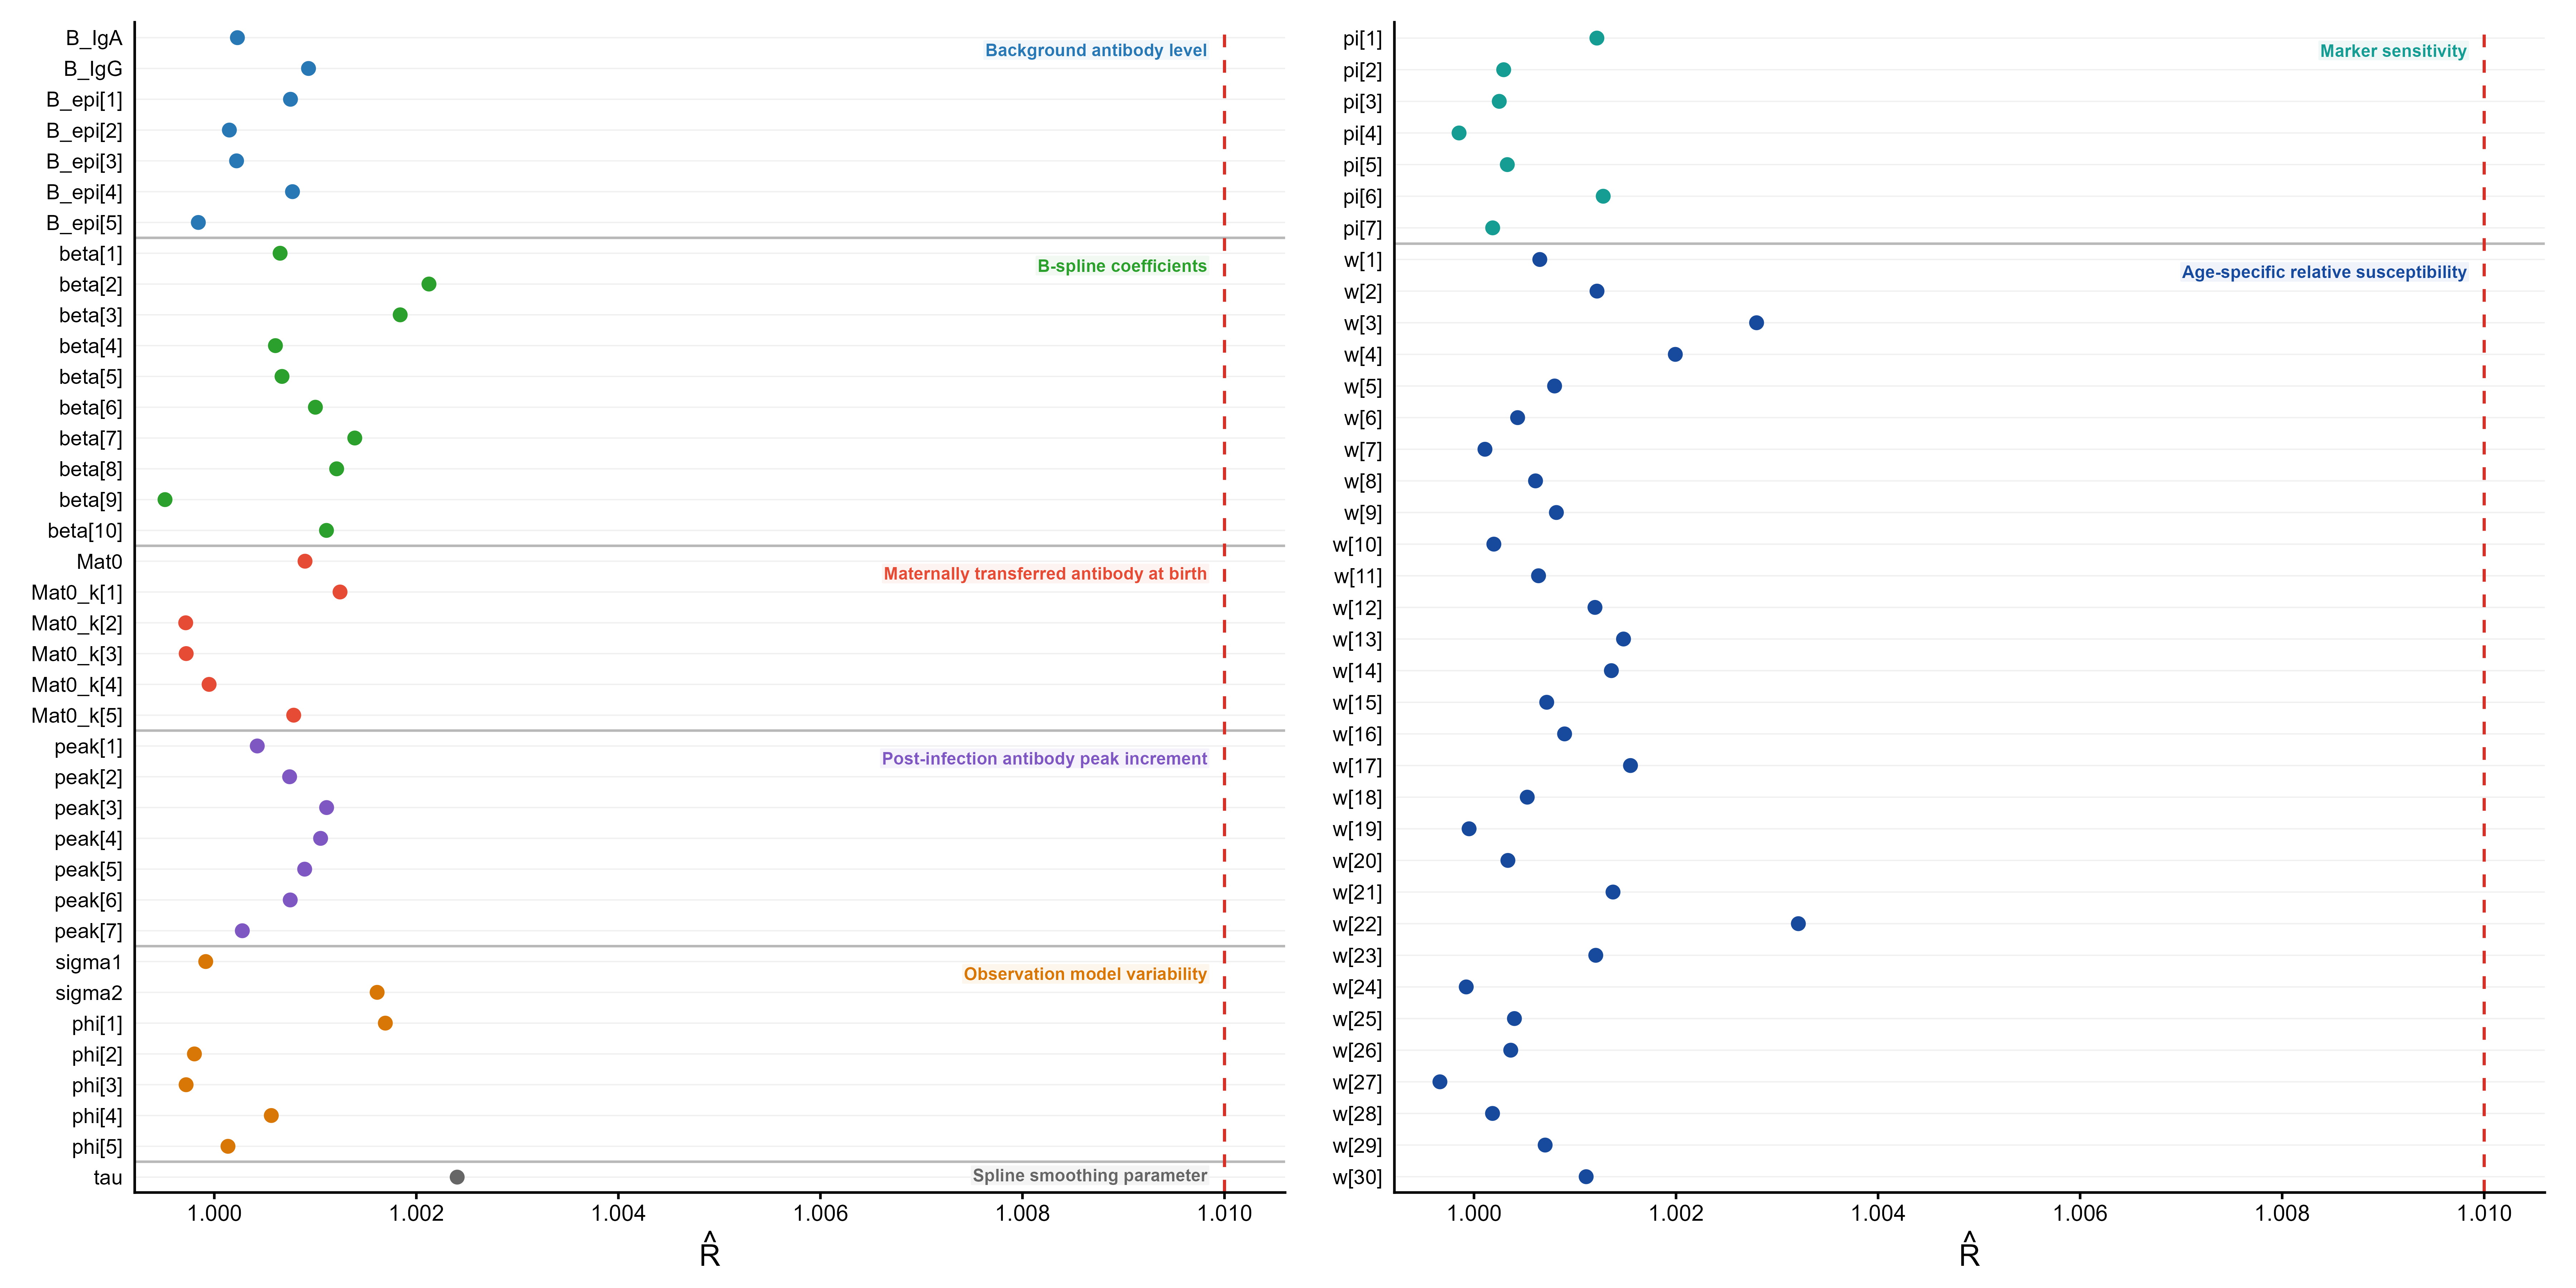 B_IgA
B_IgG
B_epi[1]
B_epi[2]
B_epi[3]
B_epi[4]
B_epi[5]
Background antibody level
beta[1]
beta[2]
beta[3]
beta[4]
beta[5]
beta[6]
beta[7]
beta[8]
beta[9]
beta[10]
B-spline coefficients
Mat0
Mat0_k[1]
Mat0_k[2]
Mat0_k[3]
Mat0_k[4]
Mat0_k[5]
Maternally transferred antibody at birth
peak[1]
peak[2]
peak[3]
peak[4]
peak[5]
peak[6]
peak[7]
Post-infection antibody peak increment
sigma1
sigma2
phi[1]
phi[2]
phi[3]
phi[4]
phi[5]
Observation model variability
tau
Spline smoothing parameter
1.000 1.002 1.004 1.006 1.008 1.010
R̂
pi[1]
pi[2]
pi[3]
pi[4]
pi[5]
pi[6]
pi[7]
Marker sensitivity
w[1]
w[2]
w[3]
w[4]
w[5]
w[6]
w[7]
w[8]
w[9]
w[10]
w[11]
w[12]
w[13]
w[14]
w[15]
w[16]
w[17]
w[18]
w[19]
w[20]
w[21]
w[22]
w[23]
w[24]
w[25]
w[26]
w[27]
w[28]
w[29]
w[30]
Age-specific relative susceptibility
1.000 1.002 1.004 1.006 1.008 1.010
R̂